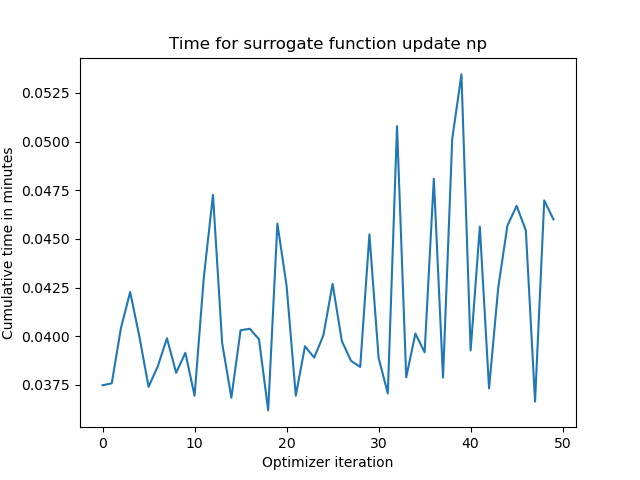 Time for surrogate function update np
Cumulative time in minutes
0.0525
0.0500
0.0475
0.0450
0.0425
0.0400
0.0375
0 10 20 30 40 50
Optimizer iteration